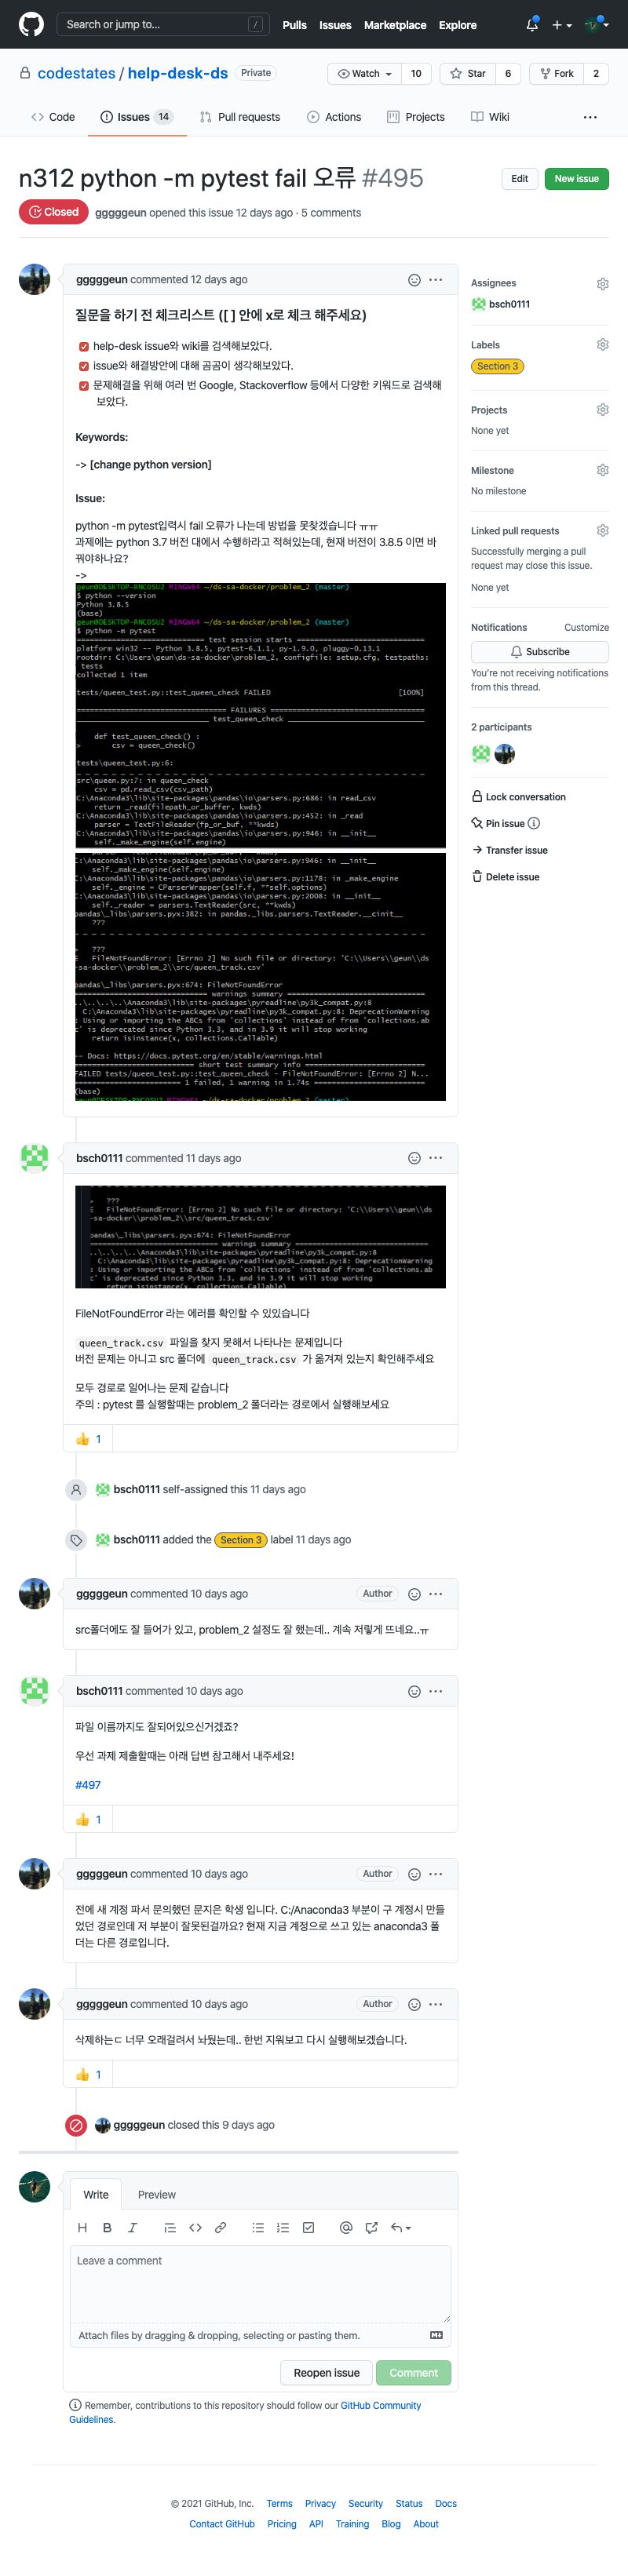 Search or jump to...
/
Pulls
Issues
Marketplace
Explore
codestates / help-desk-ds
Private
Watch
10
Star
6
Fork
2
Code
Issues 14
Pull requests
Actions
Projects
Wiki
n312 python -m pytest fail 오류 #495
Edit
New issue
Closed
gggggeun opened this issue 12 days ago · 5 comments
gggggeun commented 12 days ago
질문을 하기 전 체크리스트 ([ ] 안에 x로 체크 해주세요)
help-desk issue와 wiki를 검색해보았다.
issue와 해결방안에 대해 곰곰이 생각해보았다.
문제해결을 위해 여러 번 Google, Stackoverflow 등에서 다양한 키워드로 검색해
보았다.
Keywords:
-> [change python version]
Issue:
python -m pytest입력시 fail 오류가 나는데 방법을 못찾겠습니다 ㅠㅠ
과제에는 python 3.7 버전 대에서 수행하라고 적혀있는데, 현재 버전이 3.8.5 이면 바
꿔야하나요?
->
geun@DESKTOP-RNCOSU2 MINGW64 ~/ds-sa-docker/problem_2 (master)
$ python --version
Python 3.8.5
(base)
geun@DESKTOP-RNCOSU2 MINGW64 ~/ds-sa-docker/problem_2 (master)
$ python -m pytest
============================= test session starts =============================
platform win32 -- Python 3.8.5, pytest-6.1.1, py-1.9.0, pluggy-0.13.1
rootdir: C:\Users\geun\ds-sa-docker\problem_2, configfile: setup.cfg, testpaths:
tests
collected 1 item
tests/queen_test.py::test_queen_check FAILED [100%]
================================== FAILURES ===================================
______________________________ test_queen_check _______________________________
def test_queen_check() :
> csv = queen_check()
tests\queen_test.py:6:
src\queen.py:7: in queen_check
csv = pd.read_csv(csv_path)
C:\Anaconda3\lib\site-packages\pandas\io\parsers.py:686: in read_csv
return _read(filepath_or_buffer, kwds)
C:\Anaconda3\lib\site-packages\pandas\io\parsers.py:452: in _read
parser = TextFileReader(fp_or_buf, **kwds)
C:\Anaconda3\lib\site-packages\pandas\io\parsers.py:946: in __init__
self._make_engine(self.engine)
C:\Anaconda3\lib\site-packages\pandas\io\parsers.py:946: in __init__
self._make_engine(self.engine)
C:\Anaconda3\lib\site-packages\pandas\io\parsers.py:1178: in _make_engine
self._engine = CParserWrapper(self.f, **self.options)
C:\Anaconda3\lib\site-packages\pandas\io\parsers.py:2008: in __init__
self._reader = parsers.TextReader(src, **kwds)
pandas\_libs\parsers.pyx:382: in pandas._libs.parsers.TextReader.__cinit__
???
> ???
E FileNotFoundError: [Errno 2] No such file or directory: 'C:\\Users\\geun\\ds
-sa-docker\\problem_2\\src/queen_track.csv'
pandas\_libs\parsers.pyx:674: FileNotFoundError
============================== warnings summary ===============================
..\..\..\..\Anaconda3\lib\site-packages\pyreadline\py3k_compat.py:8
C:\Anaconda3\lib\site-packages\pyreadline\py3k_compat.py:8: DeprecationWarning
: Using or importing the ABCs from 'collections' instead of from 'collections.ab
c' is deprecated since Python 3.3, and in 3.9 it will stop working
return isinstance(x, collections.Callable)
-- Docs: https://docs.pytest.org/en/stable/warnings.html
=========================== short test summary info ===========================
FAILED tests/queen_test.py::test_queen_check - FileNotFoundError: [Errno 2] N...
======================== 1 failed, 1 warning in 1.74s =========================
(base)
geun@DESKTOP-RNCOSU2 MINGW64 ~/ds-sa-docker/problem_2 (master)
bsch0111 commented 11 days ago
> ???
E FileNotFoundError: [Errno 2] No such file or directory: 'C:\\Users\\geun\\ds
-sa-docker\\problem_2\\src/queen_track.csv'
pandas\_libs\parsers.pyx:674: FileNotFoundError
============================== warnings summary ===============================
..\..\..\..\Anaconda3\lib\site-packages\pyreadline\py3k_compat.py:8
C:\Anaconda3\lib\site-packages\pyreadline\py3k_compat.py:8: DeprecationWarning
: Using or importing the ABCs from 'collections' instead of from 'collections.ab
c' is deprecated since Python 3.3, and in 3.9 it will stop working
return isinstance(x, collections.Callable)
FileNotFoundError 라는 에러를 확인할 수 있있습니다
queen_track.csv 파일을 찾지 못해서 나타나는 문제입니다
버전 문제는 아니고 src 폴더에 queen_track.csv 가 옮겨져 있는지 확인해주세요
모두 경로로 일어나는 문제 같습니다
주의 : pytest 를 실행할때는 problem_2 폴더라는 경로에서 실행해보세요
1
bsch0111 self-assigned this 11 days ago
bsch0111 added the Section 3 label 11 days ago
gggggeun commented 10 days ago
Author
src폴더에도 잘 들어가 있고, problem_2 설정도 잘 했는데.. 계속 저렇게 뜨네요..ㅠ
bsch0111 commented 10 days ago
파일 이름까지도 잘되어있으신거겠죠?
우선 과제 제출할때는 아래 답변 참고해서 내주세요!
#497
1
gggggeun commented 10 days ago
Author
전에 새 계정 파서 문의했던 문지은 학생 입니다. C:/Anaconda3 부분이 구 계정시 만들
었던 경로인데 저 부분이 잘못된걸까요? 현재 지금 계정으로 쓰고 있는 anaconda3 폴
더는 다른 경로입니다.
gggggeun commented 10 days ago
Author
삭제하는ㄷ 너무 오래걸려서 놔뒀는데.. 한번 지워보고 다시 실행해보겠습니다.
1
gggggeun closed this 9 days ago
Write
Preview
Leave a comment
Attach files by dragging & dropping, selecting or pasting them.
Reopen issue
Comment
Remember, contributions to this repository should follow our GitHub Community
Guidelines.
Assignees
bsch0111
Labels
Section 3
Projects
None yet
Milestone
No milestone
Linked pull requests
Successfully merging a pull
request may close this issue.
None yet
Notifications
Customize
Subscribe
You're not receiving notifications
from this thread.
2 participants
Lock conversation
Pin issue
Transfer issue
Delete issue
© 2021 GitHub, Inc.
Terms
Privacy
Security
Status
Docs
Contact GitHub
Pricing
API
Training
Blog
About